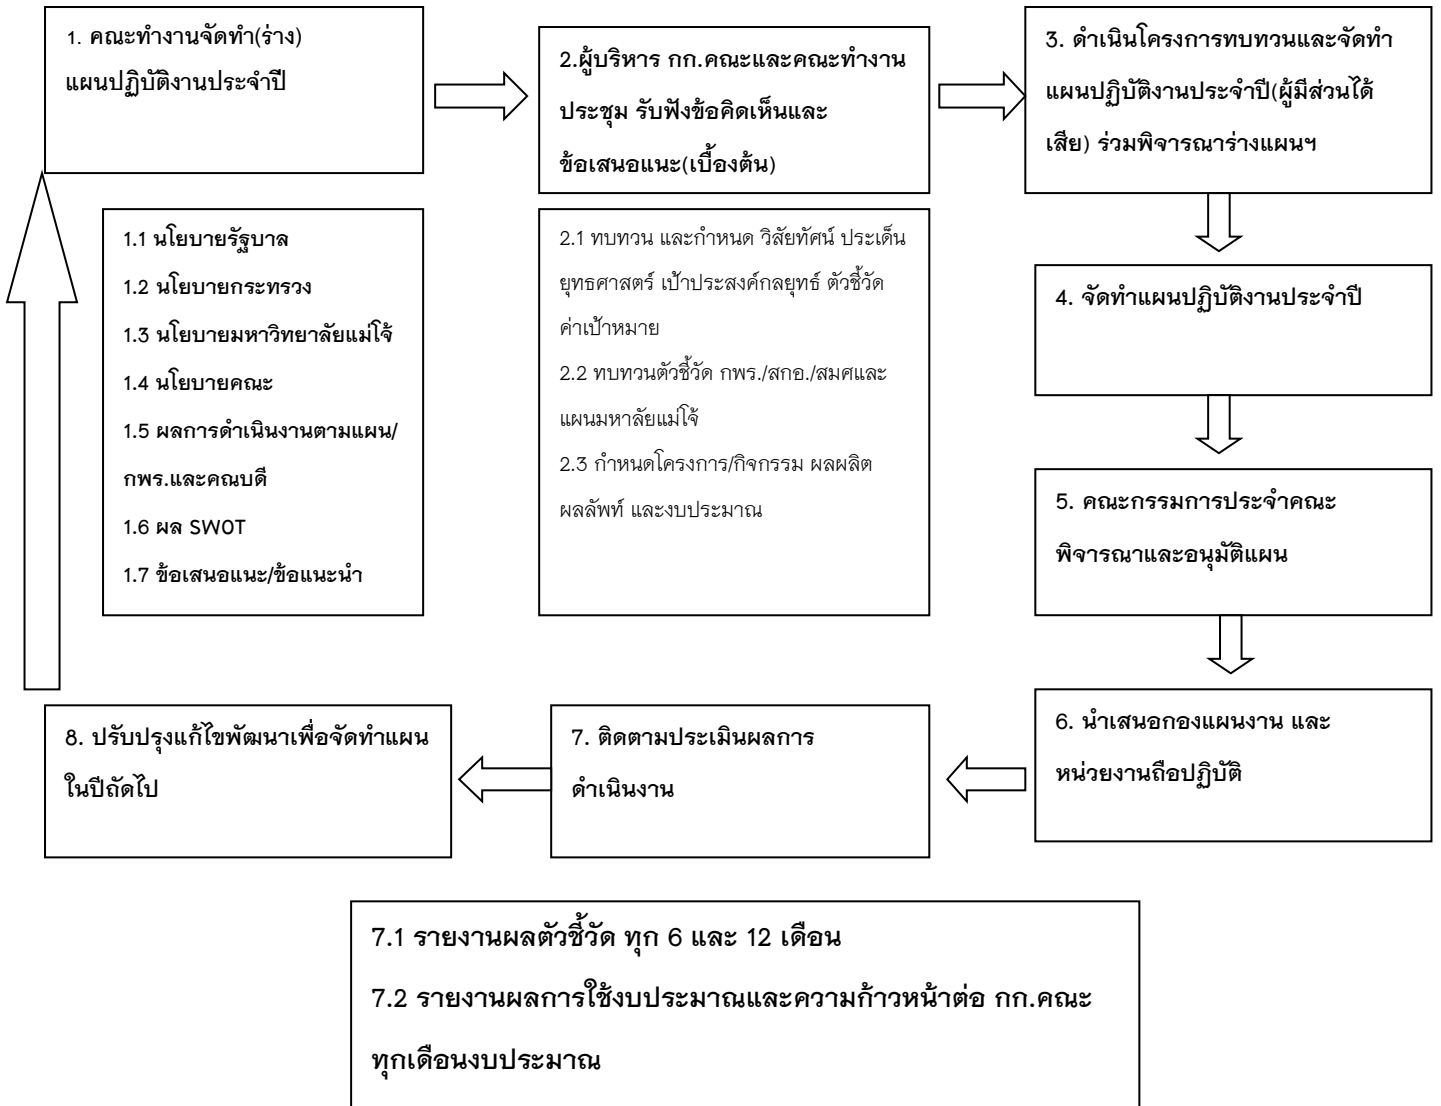 1. คณะทำงานจัดทำ(ร่าง)
แผนปฏิบัติงานประจำปี
2.ผู้บริหาร กก.คณะและคณะทำงาน
ประชุม รับฟังข้อคิดเห็นและ
ข้อเสนอแนะ(เบื้องต้น)
3. ดำเนินโครงการทบทวนและจัดทำ
แผนปฏิบัติงานประจำปี(ผู้มีส่วนได้
เสีย) ร่วมพิจารณาร่างแผนฯ
1.1 นโยบายรัฐบาล
1.2 นโยบายกระทรวง
1.3 นโยบายมหาวิทยาลัยแม่โจ้
1.4 นโยบายคณะ
1.5 ผลการดำเนินงานตามแผน/
กพร.และคณบดี
1.6 ผล SWOT
1.7 ข้อเสนอแนะ/ข้อแนะนำ
2.1 ทบทวน และกำหนด วิสัยทัศน์ ประเด็น
ยุทธศาสตร์ เป้าประสงค์กลยุทธ์ ตัวชี้วัด
ค่าเป้าหมาย
2.2 ทบทวนตัวชี้วัด กพร./สกอ./สมศและ
แผนมหาลัยแม่โจ้
2.3 กำหนดโครงการ/กิจกรรม ผลผลิต
ผลลัพท์ และงบประมาณ
4. จัดทำแผนปฏิบัติงานประจำปี
5. คณะกรรมการประจำคณะ
พิจารณาและอนุมัติแผน
6. นำเสนอกองแผนงาน และ
หน่วยงานถือปฏิบัติ
7. ติดตามประเมินผลการ
ดำเนินงาน
8. ปรับปรุงแก้ไขพัฒนาเพื่อจัดทำแผน
ในปีถัดไป
7.1 รายงานผลตัวชี้วัด ทุก 6 และ 12 เดือน
7.2 รายงานผลการใช้งบประมาณและความก้าวหน้าต่อ กก.คณะ
ทุกเดือนงบประมาณ